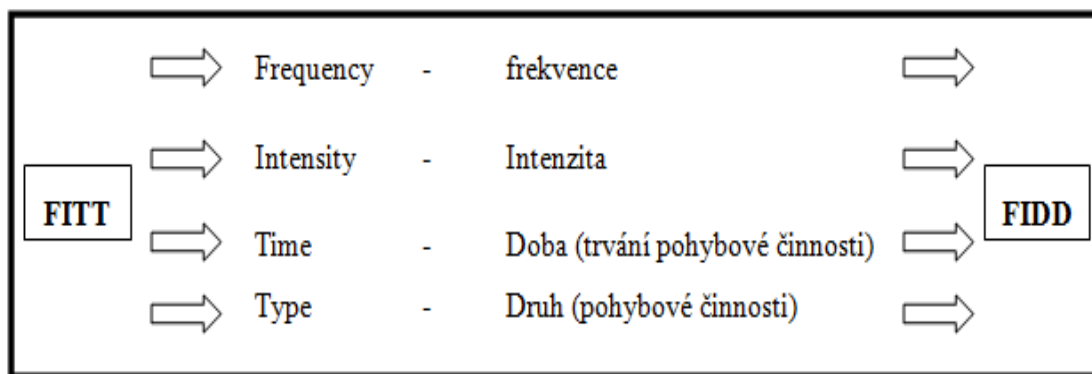 Frequency - frekvence
Intensity - Intenzita
FITT
FIDD
Time - Doba (trvání pohybové činnosti)
Type - Druh (pohybové činnosti)